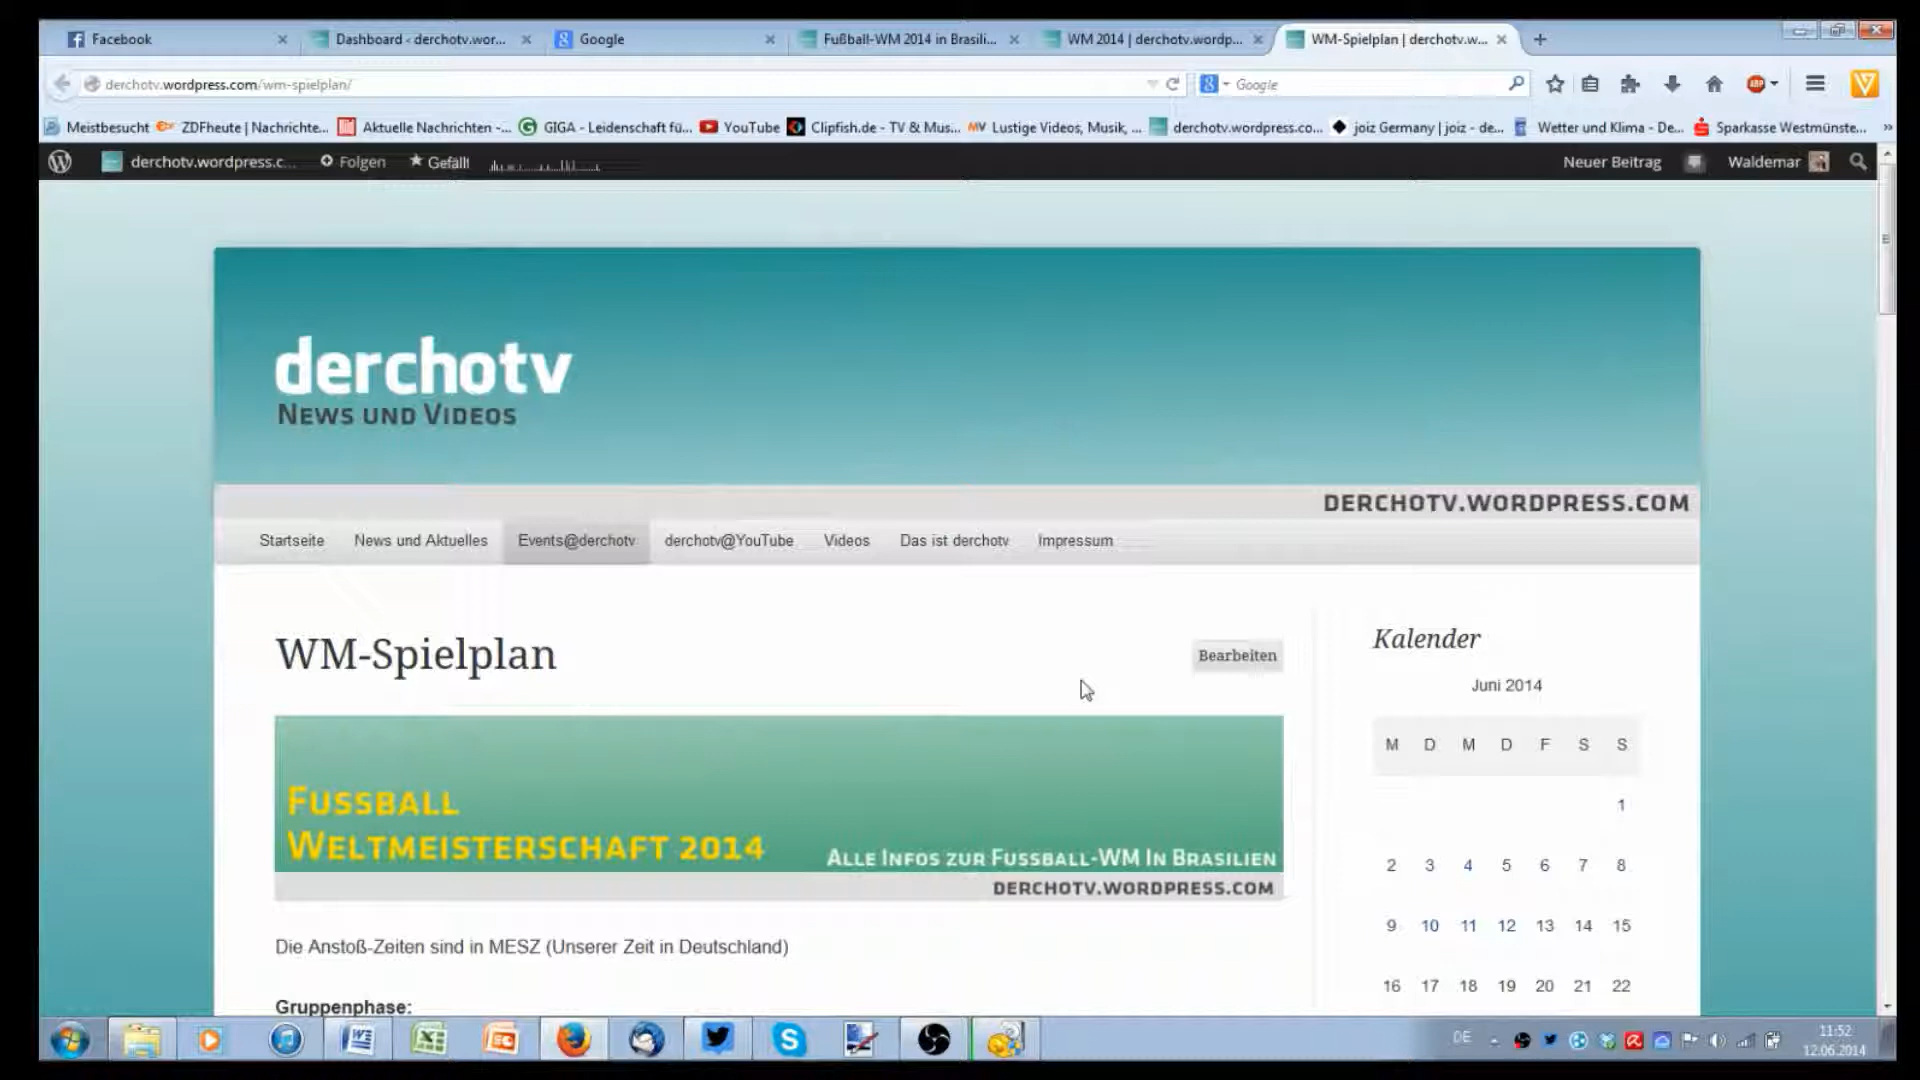 Facebook
Dashboard - derchotv.wor...
Google
Fußball-WM 2014 in Brasili...
WM 2014 | derchotv.wordp...
WM-Spielplan | derchotv.w...
derchotv.wordpress.com/wm-spielplan/
Google
Meistbesucht
ZDFheute | Nachrichte...
Aktuelle Nachrichten -...
GIGA - Leidenschaft fü...
YouTube
Clipfish.de - TV & Mus...
Lustige Videos, Musik, ...
derchotv.wordpress.co...
joiz Germany | joiz - de...
Wetter und Klima - De...
Sparkasse Westmünste...
derchotv.wordpress.c...
Folgen
Gefällt
Neuer Beitrag
Waldemar
derchotv
News und Videos
derchotv.wordpress.com
Startseite
News und Aktuelles
Events@derchotv
derchotv@YouTube
Videos
Das ist derchotv
Impressum
WM-Spielplan
Bearbeiten
Fussball
Weltmeisterschaft 2014
Alle Infos zur Fussball-WM In Brasilien
derchotv.wordpress.com
Die Anstoß-Zeiten sind in MESZ (Unserer Zeit in Deutschland)
Gruppenphase:
Kalender
Juni 2014
M D M D F S S
1
2 3 4 5 6 7 8
9 10 11 12 13 14 15
16 17 18 19 20 21 22
DE
11:52
12.06.2014